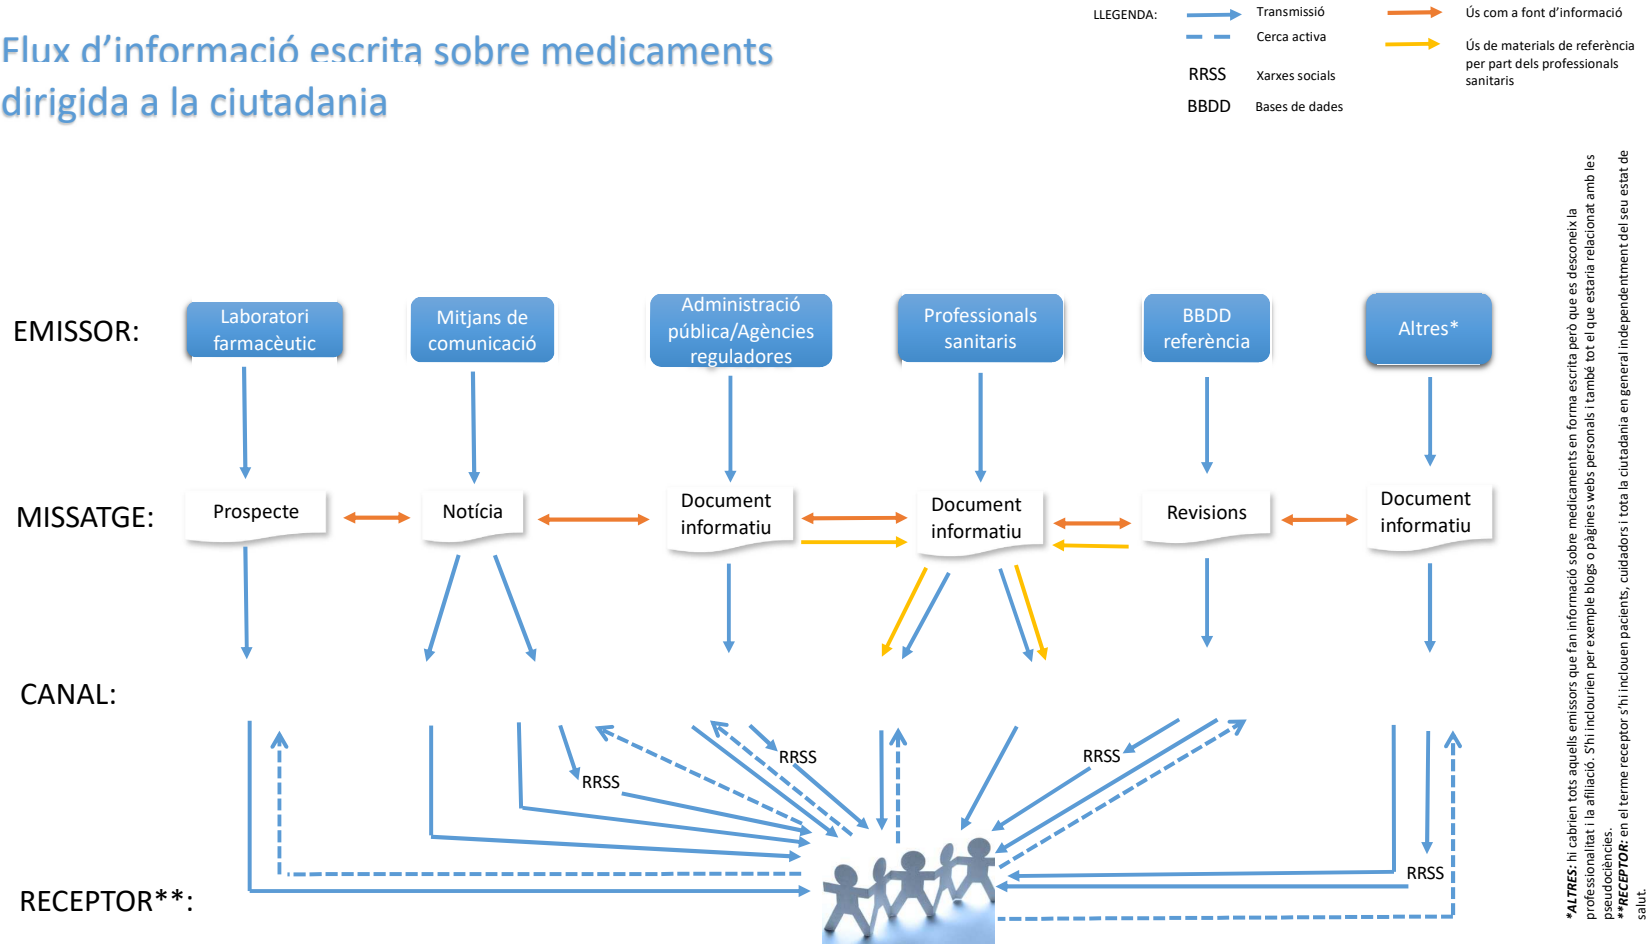 Flux d'informació escrita sobre medicaments
dirigida a la ciutadania
LLEGENDA:
Transmissió
Cerca activa
RRSS Xarxes socials
BBDD Bases de dades
Ús com a font d'informació
Ús de materials de referència
per part dels professionals
sanitaris
EMISSOR:
Laboratori
farmacèutic
Mitjans de
comunicació
Administració
pública/Agències
reguladores
Professionals
sanitaris
BBDD
referència
Altres*
MISSATGE:
Prospecte
Notícia
Document
informatiu
Document
informatiu
Revisions
Document
informatiu
CANAL:
RRSS
RRSS
RRSS
RRSS
RECEPTOR**:
*ALTRES: hi cabrien tots aquells emissors que fan informació sobre medicaments en forma escrita però que es desconeix la
professionalitat i la afiliació. S'hi inclourien per exemple blogs o pàgines webs personals i també tot el que estaria relacionat amb les
pseudociències.
**RECEPTOR: en el terme receptor s'hi inclouen pacients, cuidadors i tota la ciutadania en general independentment del seu estat de
salut.